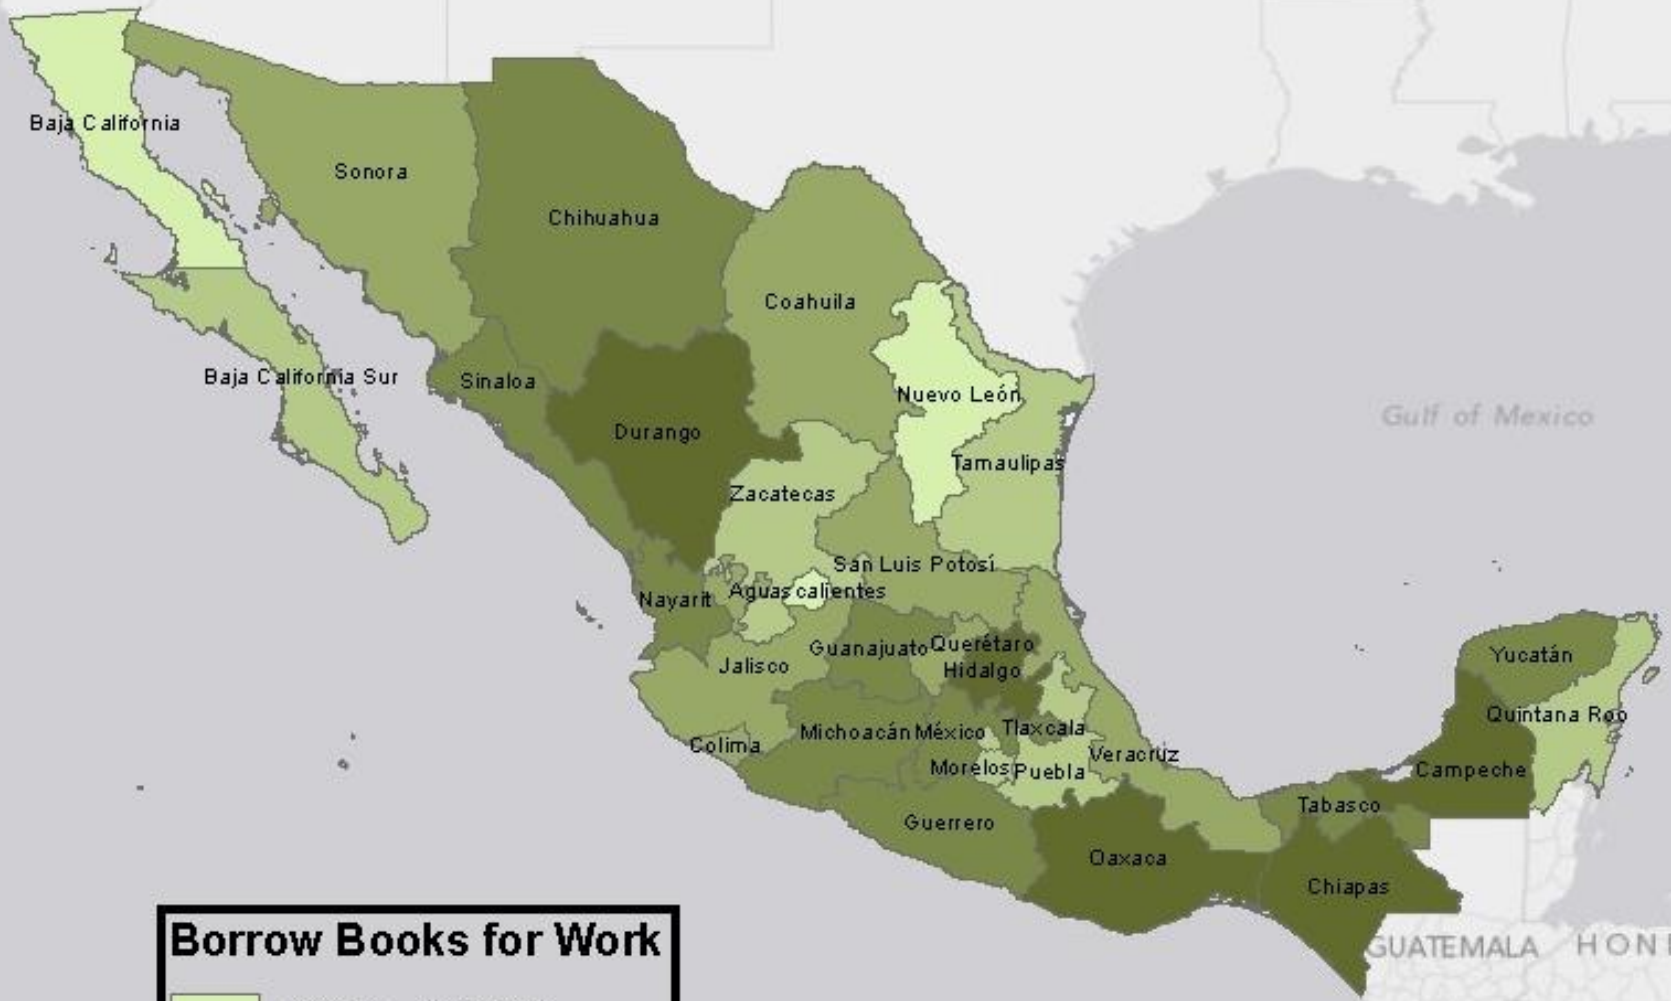 Baja California
Sonora
Chihuahua
Coahuila
Baja California Sur
Sinaloa
Nuevo León
Gulf of Mexico
Durango
Tamaulipas
Zacatecas
San Luis Potosí
Aguascalientes
Nayarit
Guanajuato
Querétaro
Jalisco
Hidalgo
Yucatán
Quintana Roo
Michoacán
México
Tlaxcala
Colima
Veracruz
Morelos
Puebla
Campeche
Tabasco
Guerrero
Oaxaca
Chiapas
Borrow Books for Work
GUATEMALA
HON